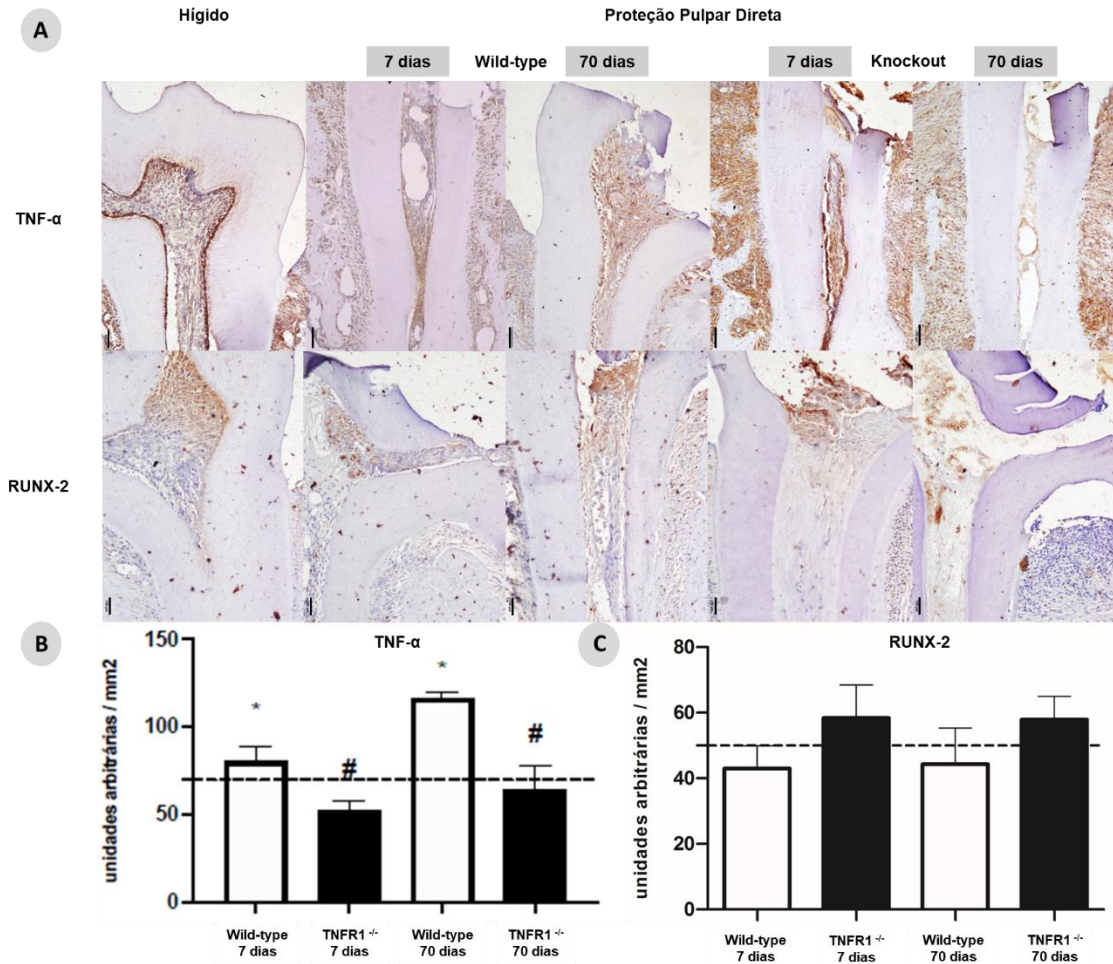 A
Hígido
Proteção Pulpar Direta
7 dias Wild-type 70 dias
7 dias Knockout 70 dias
TNF-α
RUNX-2
B
TNF-α
unidades arbitrárias / mm2
150
100
50
0
*
#
*
#
Wild-type
7 dias
TNFR1 -/-
7 dias
Wild-type
70 dias
TNFR1 -/-
70 dias
C
RUNX-2
unidades arbitrárias / mm2
80
60
40
20
0
Wild-type
7 dias
TNFR1 -/-
7 dias
Wild-type
70 dias
TNFR1 -/-
70 dias